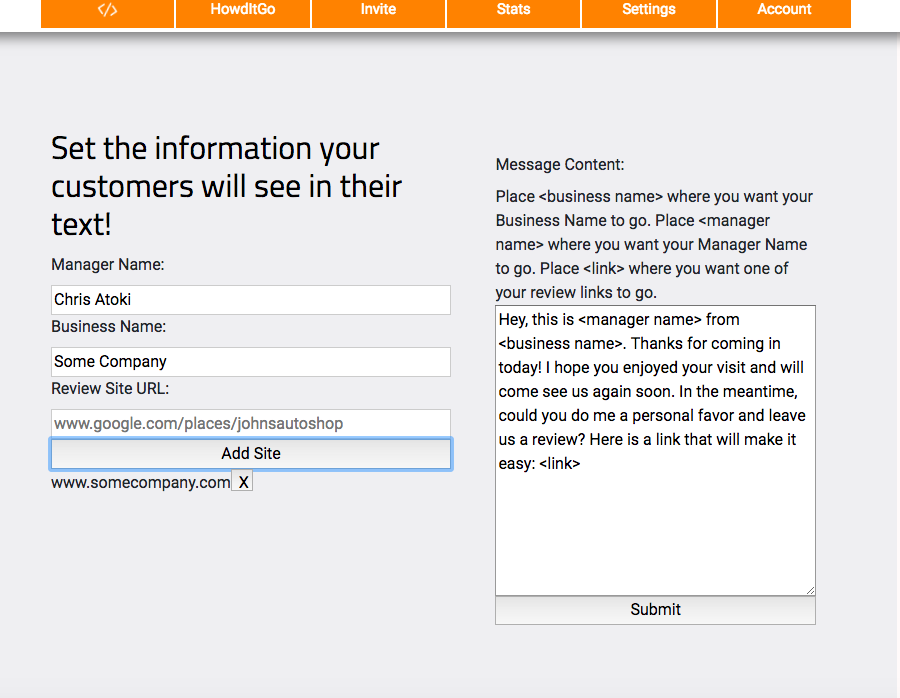 </> HowdItGo Invite Stats Settings Account
Set the information your
customers will see in their
text!
Manager Name:
Chris Atoki
Business Name:
Some Company
Review Site URL:
www.google.com/places/johnsautoshop
Add Site
www.somecompany.com X
Message Content:
Place <business name> where you want your
Business Name to go. Place <manager
name> where you want your Manager Name
to go. Place <link> where you want one of
your review links to go.
Hey, this is <manager name> from
<business name>. Thanks for coming in
today! I hope you enjoyed your visit and will
come see us again soon. In the meantime,
could you do me a personal favor and leave
us a review? Here is a link that will make it
easy: <link>
Submit